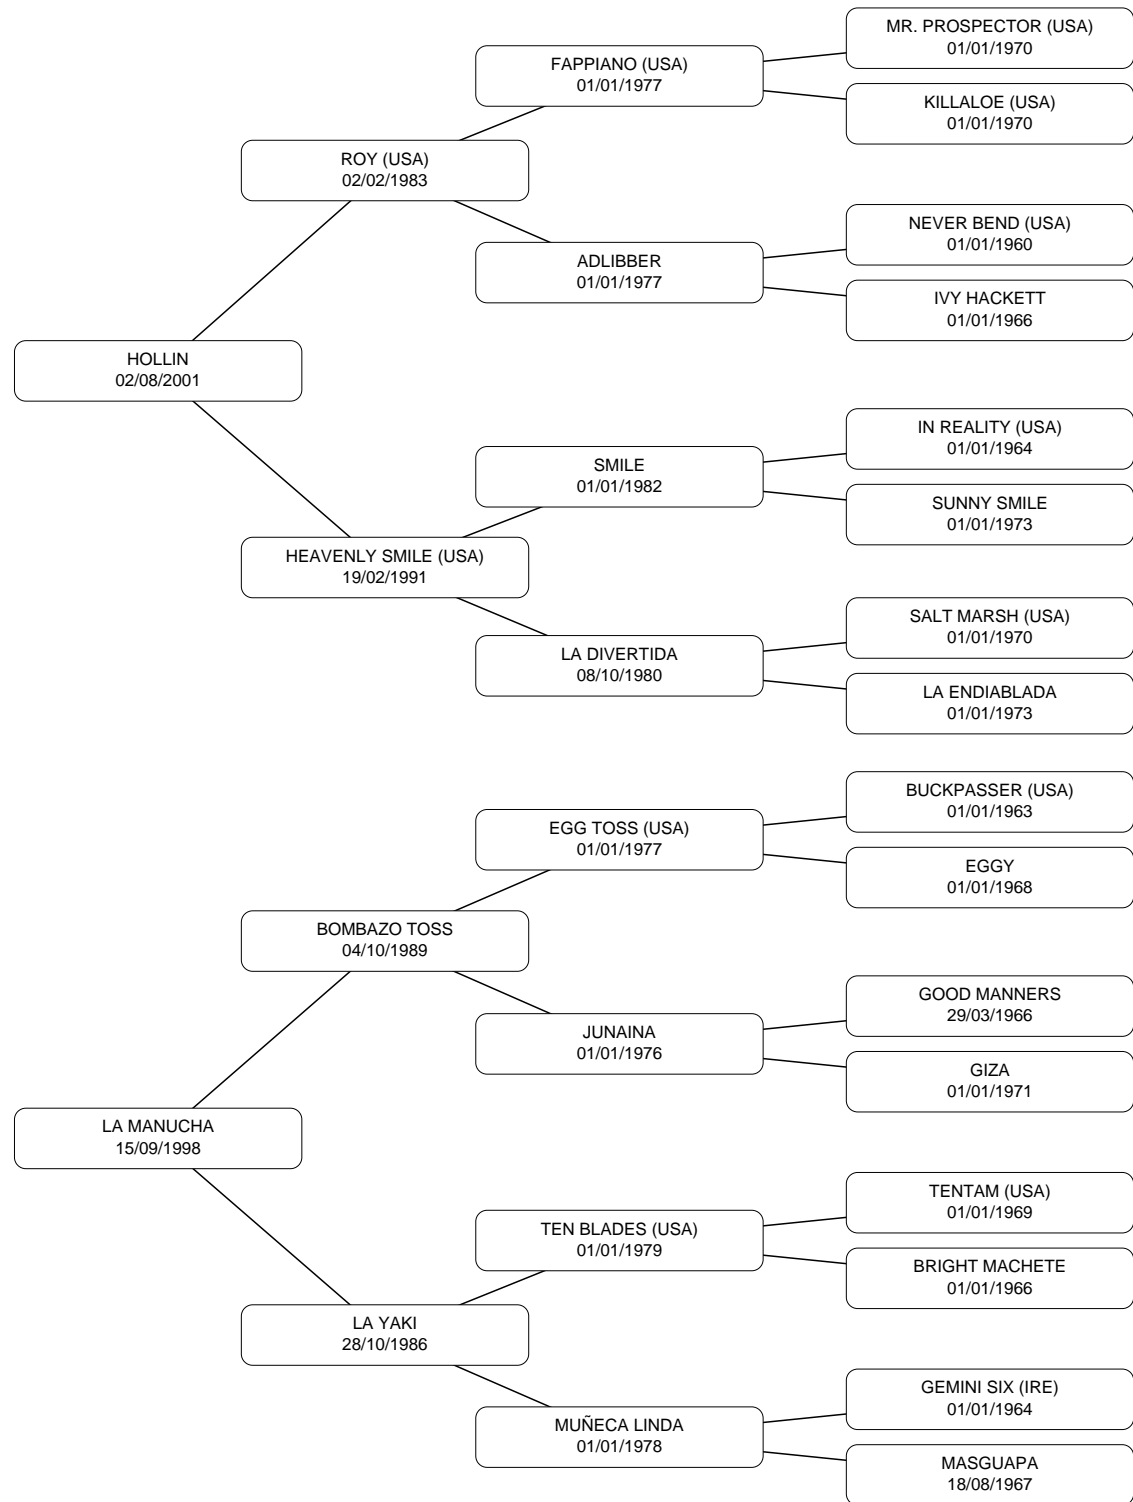 MR. PROSPECTOR (USA)
01/01/1970
FAPPIANO (USA)
01/01/1977
KILLALOE (USA)
01/01/1970
ROY (USA)
02/02/1983
NEVER BEND (USA)
01/01/1960
ADLIBBER
01/01/1977
IVY HACKETT
01/01/1966
HOLLIN
02/08/2001
IN REALITY (USA)
01/01/1964
SMILE
01/01/1982
SUNNY SMILE
01/01/1973
HEAVENLY SMILE (USA)
19/02/1991
SALT MARSH (USA)
01/01/1970
LA DIVERTIDA
08/10/1980
LA ENDIABLADA
01/01/1973
BUCKPASSER (USA)
01/01/1963
EGG TOSS (USA)
01/01/1977
EGGY
01/01/1968
BOMBAZO TOSS
04/10/1989
GOOD MANNERS
29/03/1966
JUNAINA
01/01/1976
GIZA
01/01/1971
LA MANUCHA
15/09/1998
TENTAM (USA)
01/01/1969
TEN BLADES (USA)
01/01/1979
BRIGHT MACHETE
01/01/1966
LA YAKI
28/10/1986
GEMINI SIX (IRE)
01/01/1964
MUÑECA LINDA
01/01/1978
MASGUAPA
18/08/1967